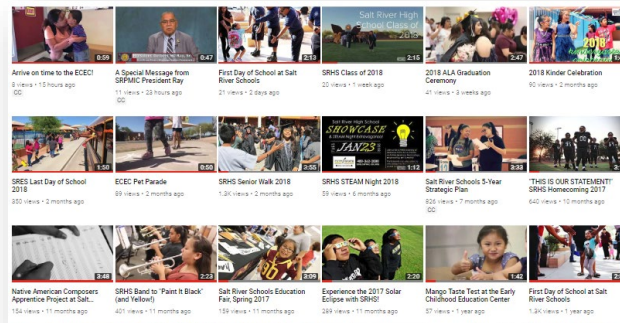 0:59
0:47
2:13
Salt River High
School Class of
2018
2:15
2:47
2018
Arrive on time to the ECEC!
8 views • 15 hours ago
CC
A Special Message from
SRPMIC President Ray
11 views • 23 hours ago
CC
First Day of School at Salt
River Schools
21 views • 2 days ago
SRHS Class of 2018
20 views • 1 week ago
2018 ALA Graduation
Ceremony
41 views • 3 weeks ago
2018 Kinder Celebration
92 views • 2 months ago
1:50
0:50
3:55
Salt River High School
SHOWCASE
JAN23
1:12
3:33
SRES Last Day of School
2018
350 views • 2 months ago
ECEC Pet Parade
89 views • 2 months ago
SRHS Senior Walk 2018
1.3K views • 2 months ago
SRHS STEAM Night 2018
59 views • 6 months ago
Salt River Schools 5-Year
Strategic Plan
926 views • 7 months ago
CC
"THIS IS OUR STATEMENT!"
SRHS Homecoming 2017
640 views • 10 months ago
3:48
2:23
3:09
2:20
1:42
Native American Composers
Apprentice Project at Salt...
154 views • 11 months ago
SRHS Band to "Paint It Black"
(and Yellow!)
401 views • 11 months ago
Salt River Schools Education
Fair, Spring 2017
159 views • 11 months ago
Experience the 2017 Solar
Eclipse with SRHS!
289 views • 11 months ago
Mango Taste Test at the Early
Childhood Education Center
57 views • 1 year ago
First Day of School at Salt
River Schools
1.3K views • 1 year ago